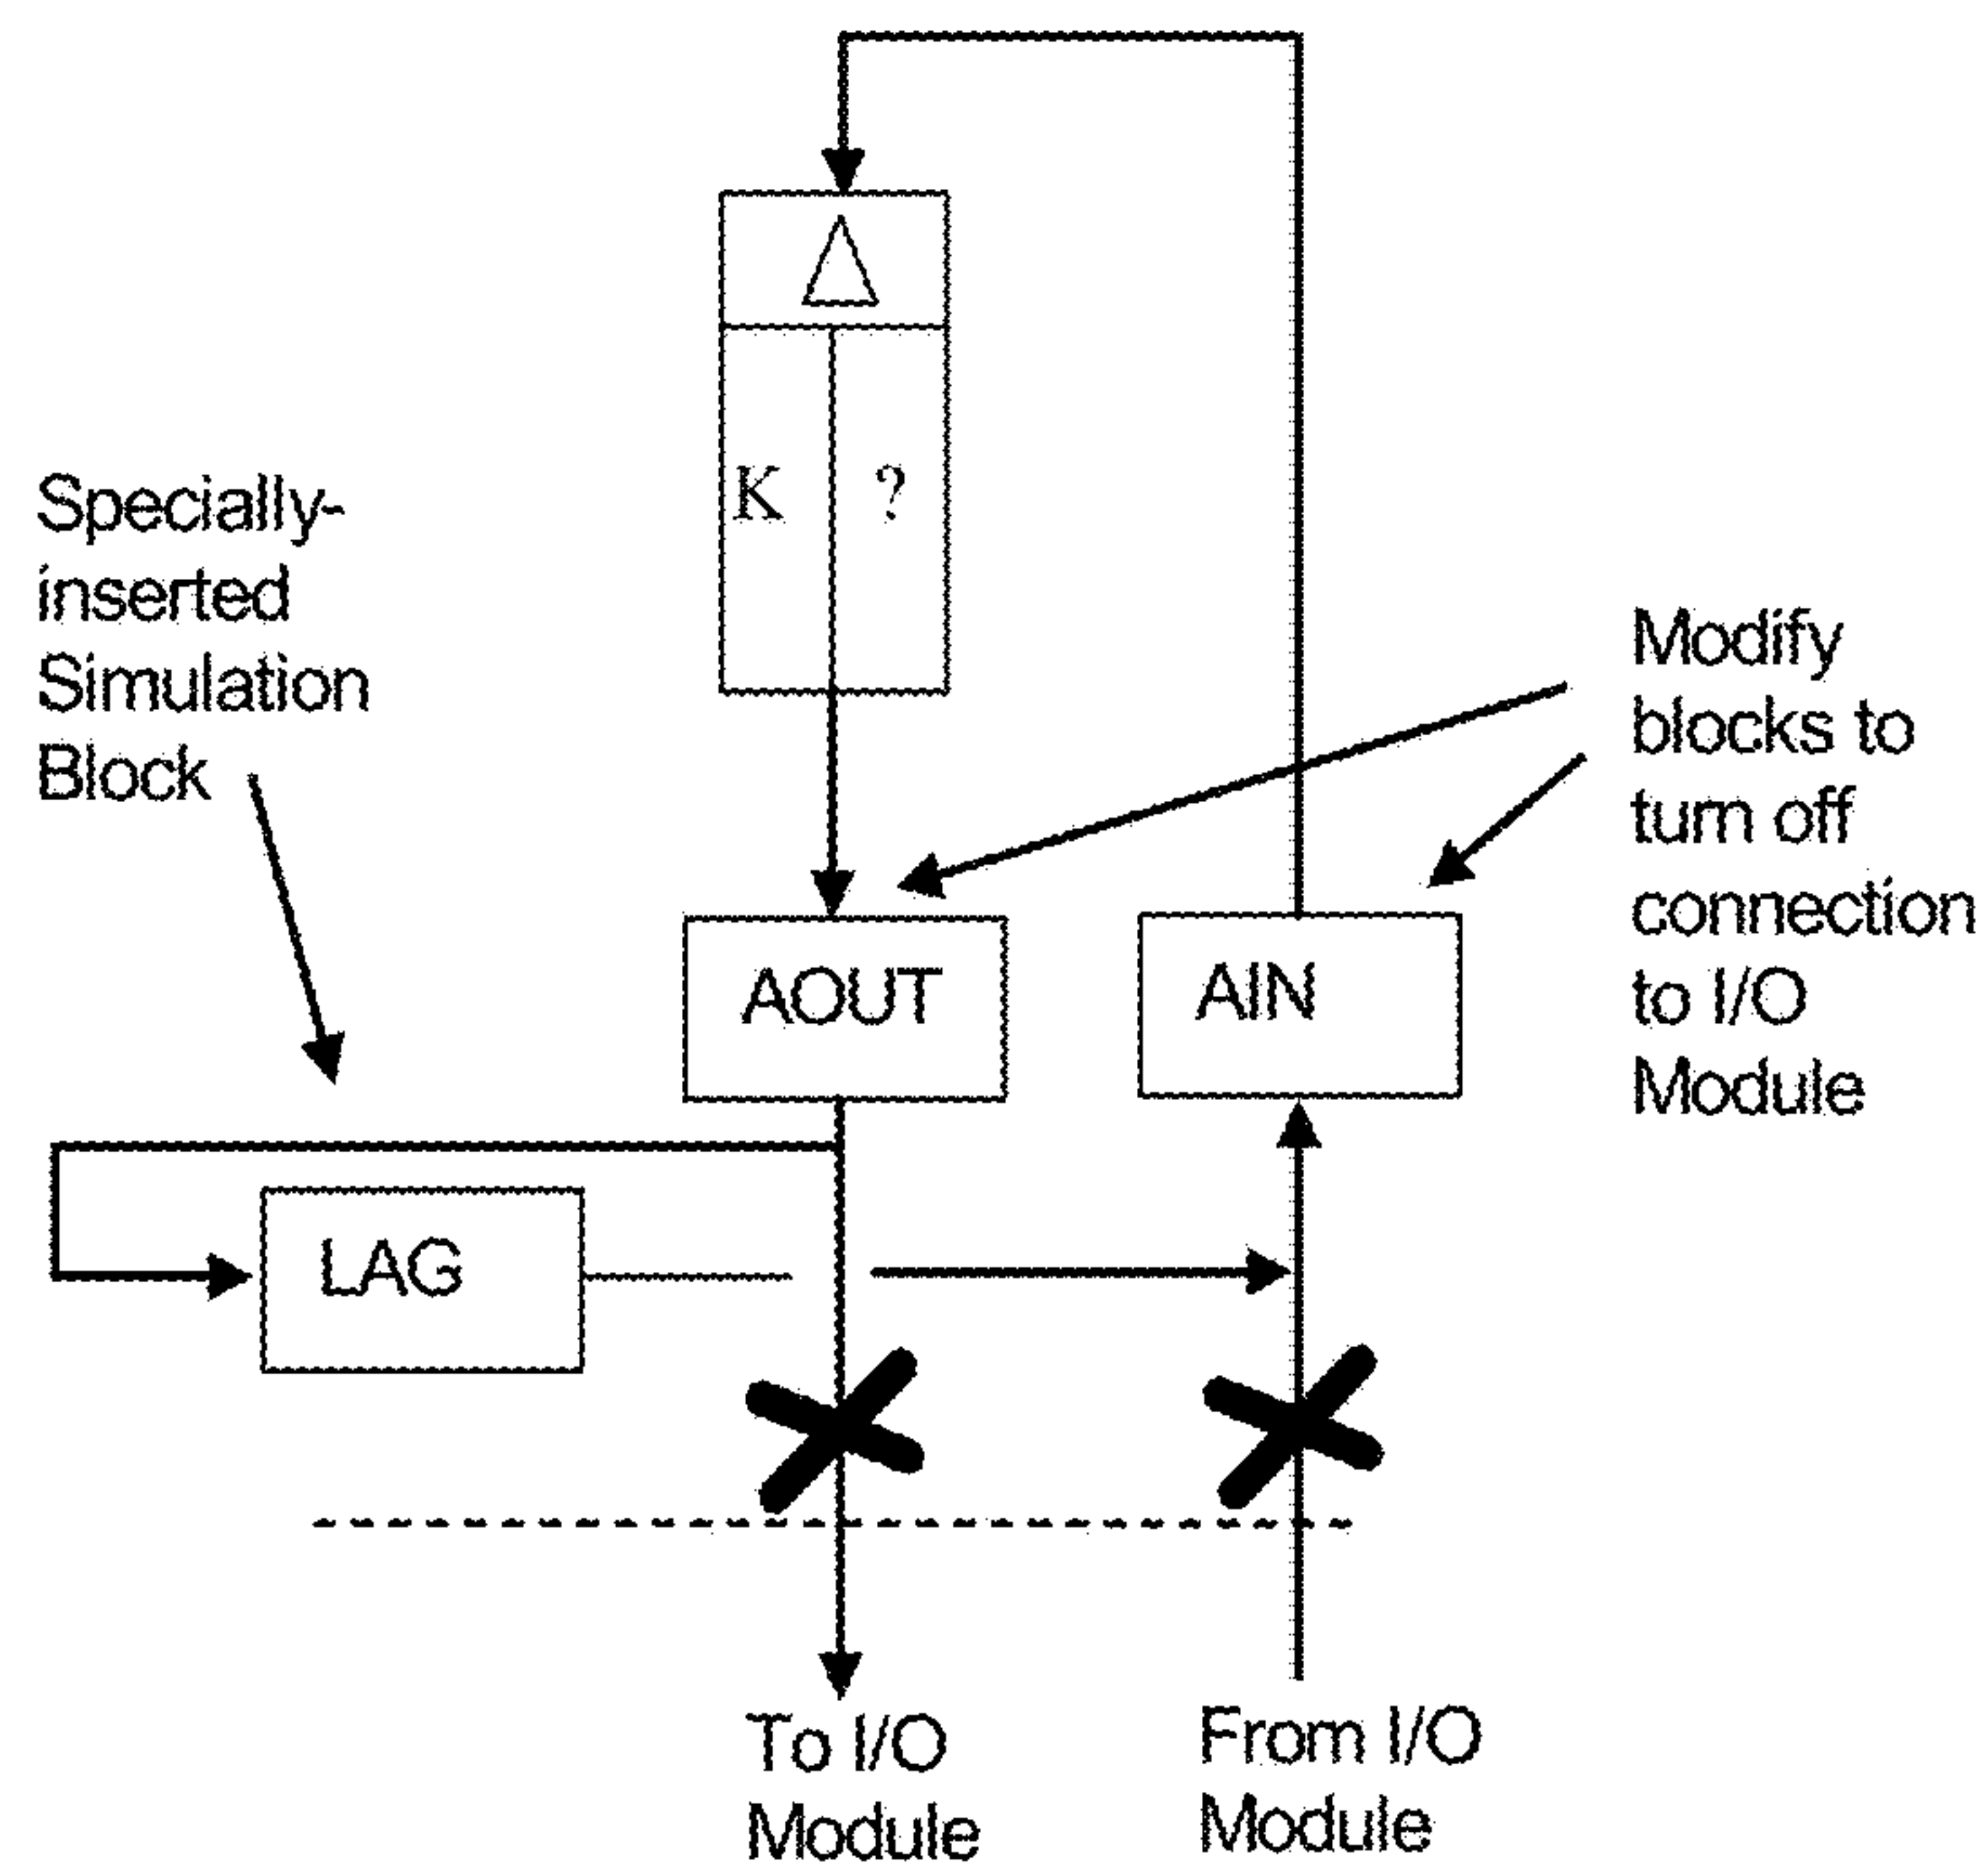 K ?
Specially-
inserted
Simulation
Block
Modify
blocks to
turn off
connection
to I/O
Module
AOUT
AIN
LAG
To I/O
Module
From I/O
Module